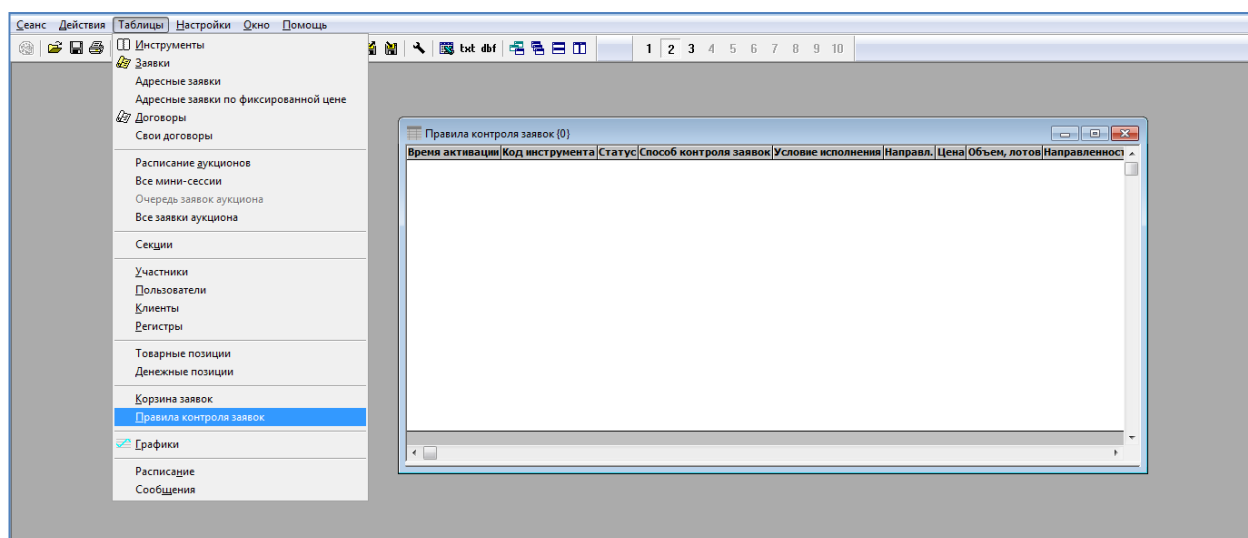 Сеанс Действия Таблицы Настройки Окно Помощь
txt dbf 1 2 3 4 5 6 7 8 9 10
Инструменты
Заявки
Адресные заявки
Адресные заявки по фиксированной цене
Договоры
Свои договоры
Расписание аукционов
Все мини-сессии
Очередь заявок аукциона
Все заявки аукциона
Секции
Участники
Пользователи
Клиенты
Регистры
Товарные позиции
Денежные позиции
Корзина заявок
Правила контроля заявок
Графики
Расписание
Сообщения
Правила контроля заявок {0}
Время активации Код инструмента Статус Способ контроля заявок Условие исполнения Направл. Цена Объем, лотов Направленност